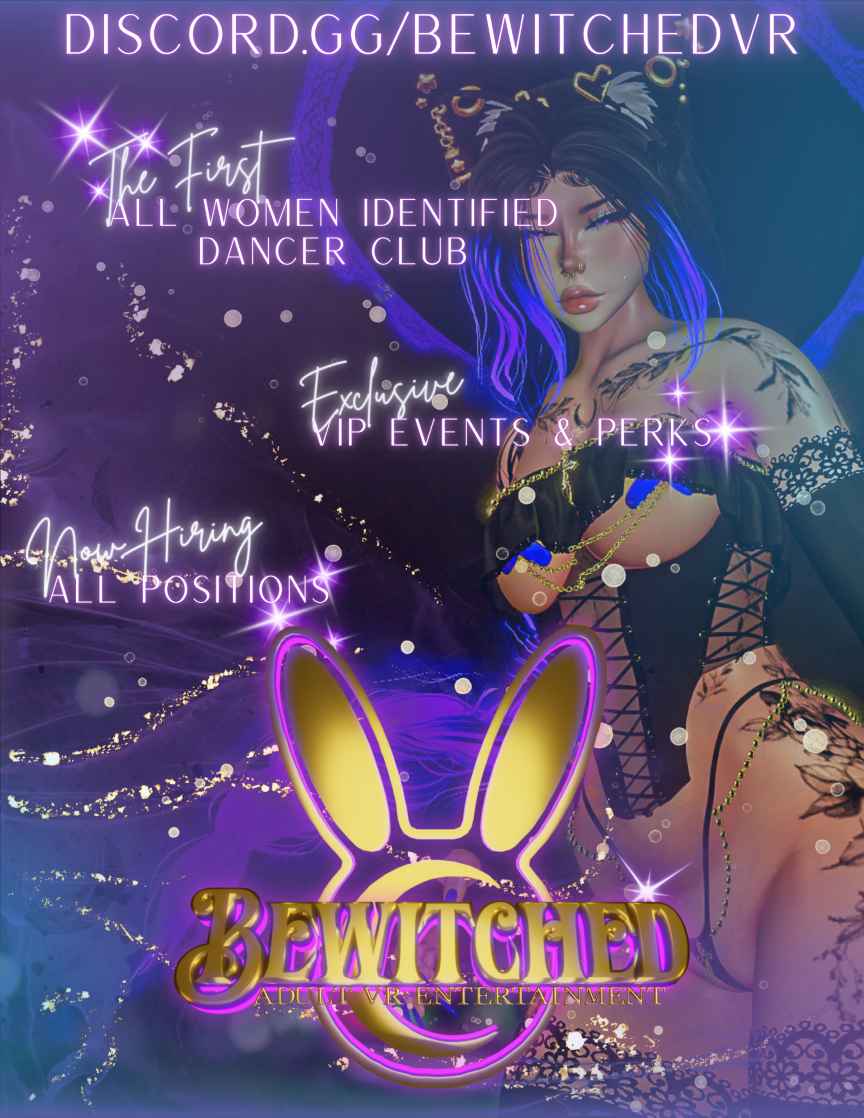 DISCORD.GG/BEWITCHEDVR
The First
ALL WOMEN IDENTIFIED
DANCER CLUB
Exclusive
VIP EVENTS & PERKS
Now Hiring
ALL POSITIONS
BEWITCHED
ADULT VR ENTERTAINMENT